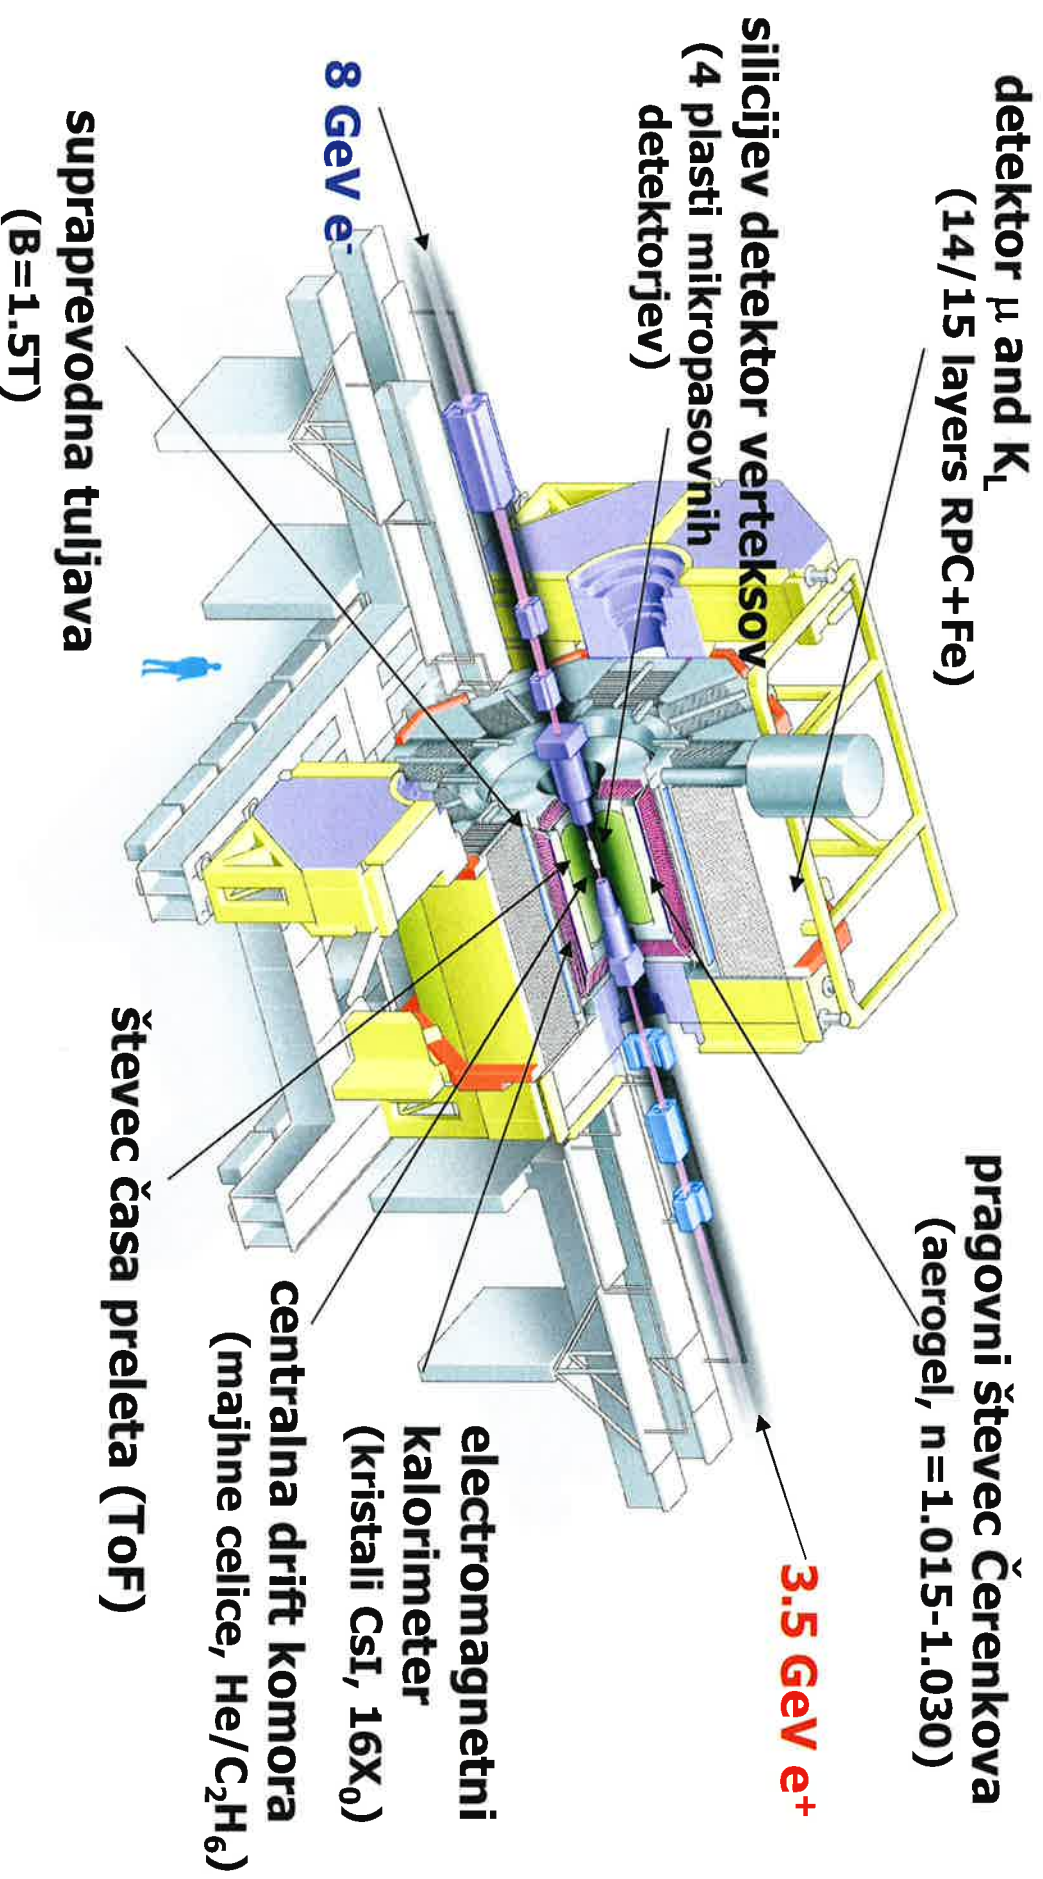 detektor μ and K_L
(14/15 layers RPC+Fe)
silicijev detektor verteksov
(4 plasti mikropasovnih
detektorjev)
8 GeV e⁻
supraprevodna tuljava
(B=1.5T)
pragovni števec Čerenkova
(aerogel, n=1.015-1.030)
3.5 GeV e⁺
electromagnetni
kalorimeter
(kristali CsI, 16X₀)
centralna drift komora
(majhne celice, He/C₂H₆)
števec časa preleta (ToF)